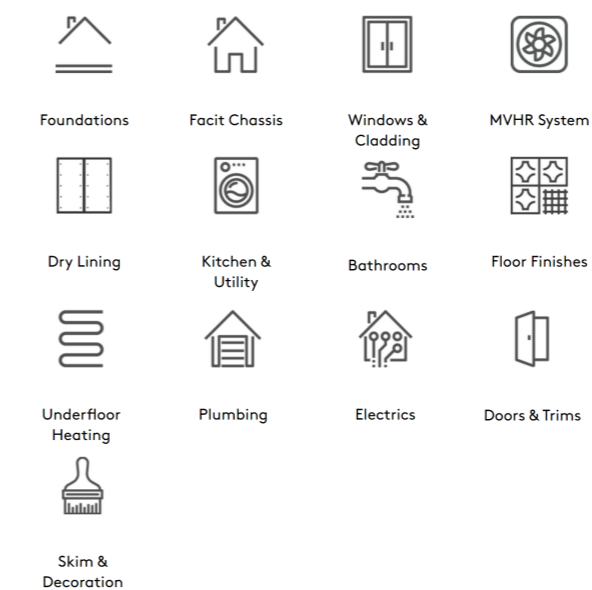 Foundations
Facit Chassis
Windows &
Cladding
MVHR System
Dry Lining
Kitchen &
Utility
Bathrooms
Floor Finishes
Underfloor
Heating
Plumbing
Electrics
Doors & Trims
Skim &
Decoration